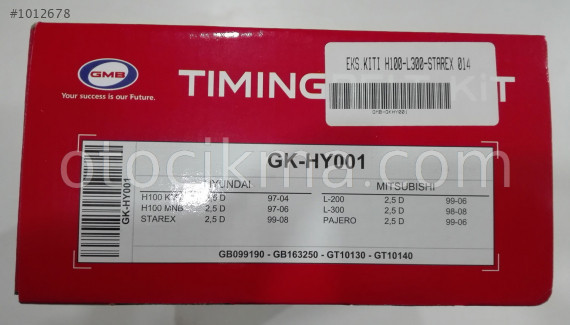 #1012678
GMB
Your success is our Future.
TIMING KIT
EKS.KITI H100-L300-STAREX 014
GMB-GKHY001
otocikma.com
GK-HY001
GK-HY001
HYUNDAI MITSUBISHI
H100 2,5 D 97-04 L-200 2,5 D 99-06
H100 MNB 2,5 D 97-06 L-300 2,5 D 98-08
STAREX 2,5 D 99-08 PAJERO 2,5 D 99-06
GB099190 - GB163250 - GT10130 - GT10140